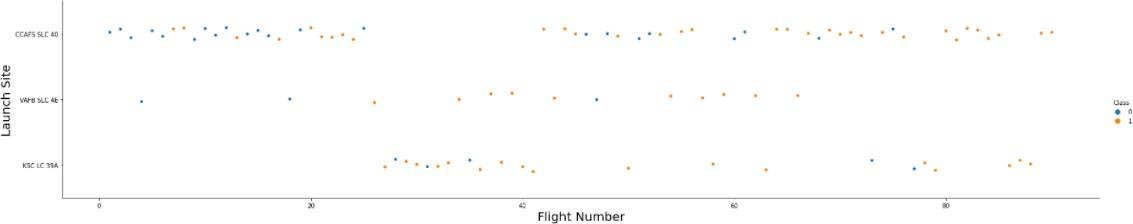 CCAFS SLC 40
VAFB SLC 4E
KSC LC 39A
Launch Site
0
20
40
60
80
Flight Number
Class
0
1